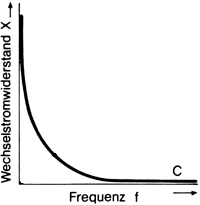 Wechselstromwiderstand X
C
Frequenz f